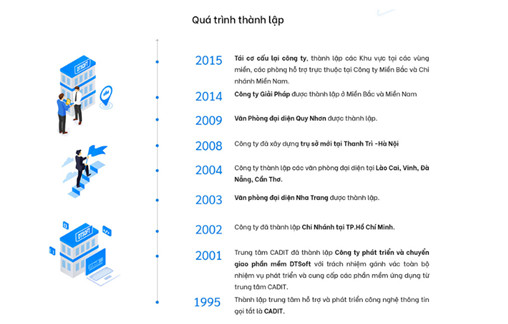 Quá trình thành lập
2015
Tái cơ cấu lại công ty, thành lập các Khu vực tại các vùng
miền, các phòng hỗ trợ trực thuộc tại Công ty Miền Bắc và Chi
nhánh Miền Nam.
2014
Công ty Giải Pháp được thành lập ở Miền Bắc và Miền Nam
2009
Văn Phòng đại diện Quy Nhơn được thành lập.
2008
Công ty đã xây dựng trụ sở mới tại Thanh Trì -Hà Nội
2004
Công ty thành lập các văn phòng đại diện tại Lào Cai, Vinh, Đà
Nẵng, Cần Thơ.
2003
Văn phòng đại diện Nha Trang được thành lập.
2002
Công ty đã thành lập Chi Nhánh tại TP.Hồ Chí Minh.
2001
Trung tâm CADIT đã thành lập Công ty phát triển và chuyển
giao phần mềm DTSoft với trách nhiệm gánh vác toàn bộ
nhiệm vụ phát triển và cung cấp các phần mềm ứng dụng từ
trung tâm CADIT.
1995
Thành lập trung tâm hỗ trợ và phát triển công nghệ thông tin
gọi tắt là CADIT.